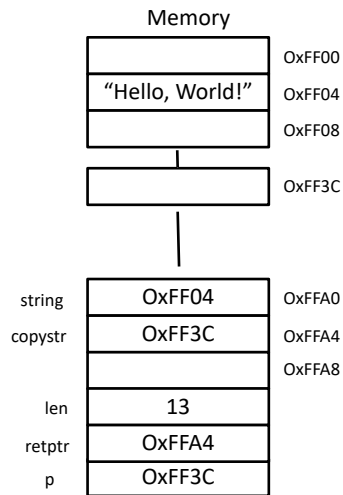 Memory
OxFF00
“Hello, World!” OxFF04
OxFF08
OxFF3C
string OxFF04 OxFFA0
copystr OxFF3C OxFFA4
OxFFA8
len 13
retptr OxFFA4
p OxFF3C